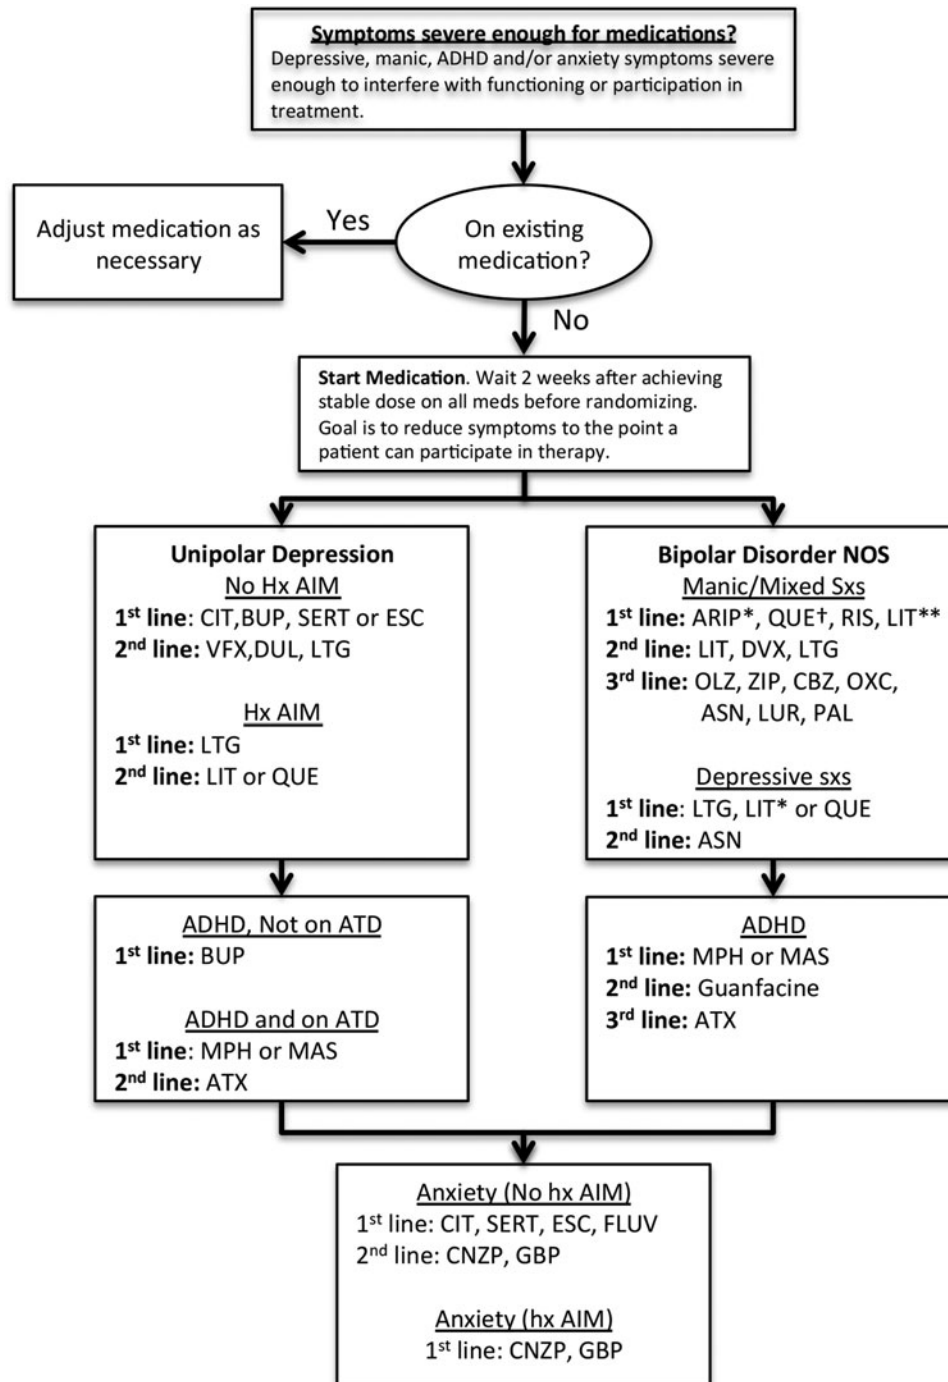 Symptoms severe enough for medications?
Depressive, manic, ADHD and/or anxiety symptoms severe
enough to interfere with functioning or participation in
treatment.
On existing
medication?
Yes
Adjust medication as
necessary
No
Start Medication. Wait 2 weeks after achieving
stable dose on all meds before randomizing.
Goal is to reduce symptoms to the point a
patient can participate in therapy.
Unipolar Depression
No Hx AIM
1st line: CIT,BUP, SERT or ESC
2nd line: VFX,DUL, LTG
Hx AIM
1st line: LTG
2nd line: LIT or QUE
Bipolar Disorder NOS
Manic/Mixed Sxs
1st line: ARIP*, QUE†, RIS, LIT**
2nd line: LIT, DVX, LTG
3rd line: OLZ, ZIP, CBZ, OXC,
ASN, LUR, PAL
Depressive sxs
1st line: LTG, LIT* or QUE
2nd line: ASN
ADHD, Not on ATD
1st line: BUP
ADHD and on ATD
1st line: MPH or MAS
2nd line: ATX
ADHD
1st line: MPH or MAS
2nd line: Guanfacine
3rd line: ATX
Anxiety (No hx AIM)
1st line: CIT, SERT, ESC, FLUV
2nd line: CNZP, GBP
Anxiety (hx AIM)
1st line: CNZP, GBP